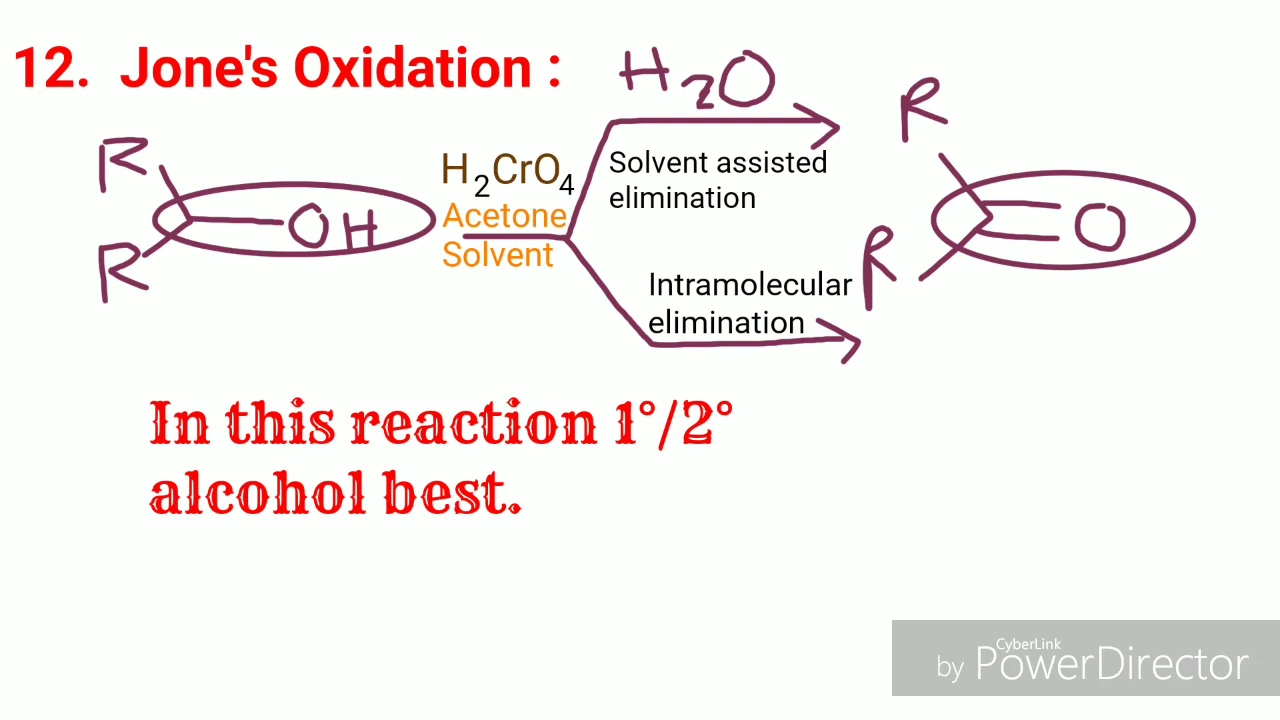 12. Jone's Oxidation :
H2O
R
R
OH
H2CrO4
Acetone
Solvent
Solvent assisted
elimination
Intramolecular
elimination
R
R
O
In this reaction 1°/2°
alcohol best.
CyberLink
by PowerDirector